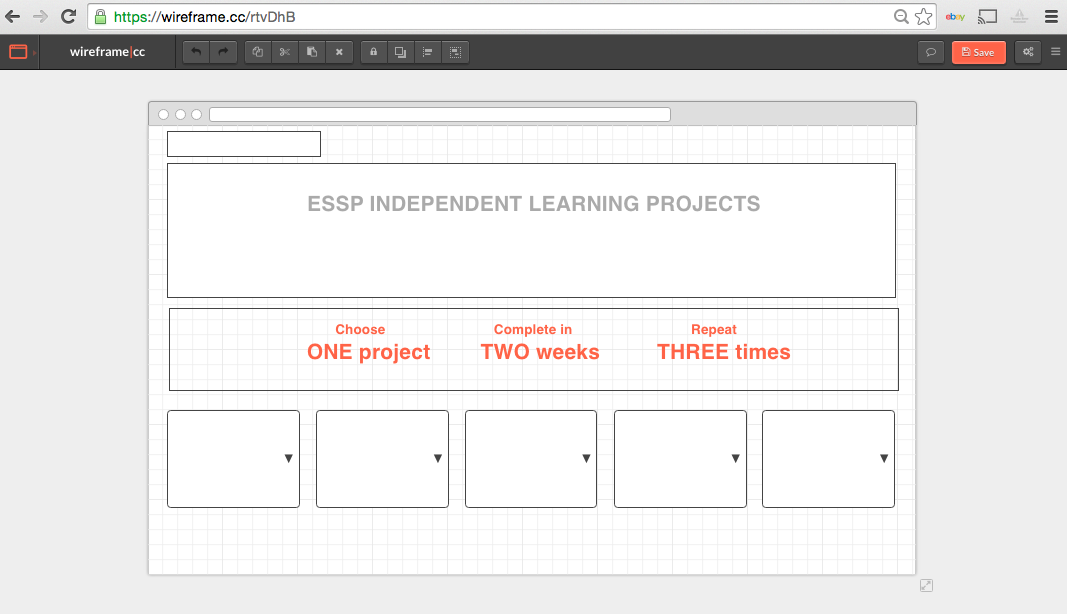 https://wireframe.cc/rtvDhB
ebay
wireframe|cc
Save
ESSP INDEPENDENT LEARNING PROJECTS
Choose
ONE project
Complete in
TWO weeks
Repeat
THREE times